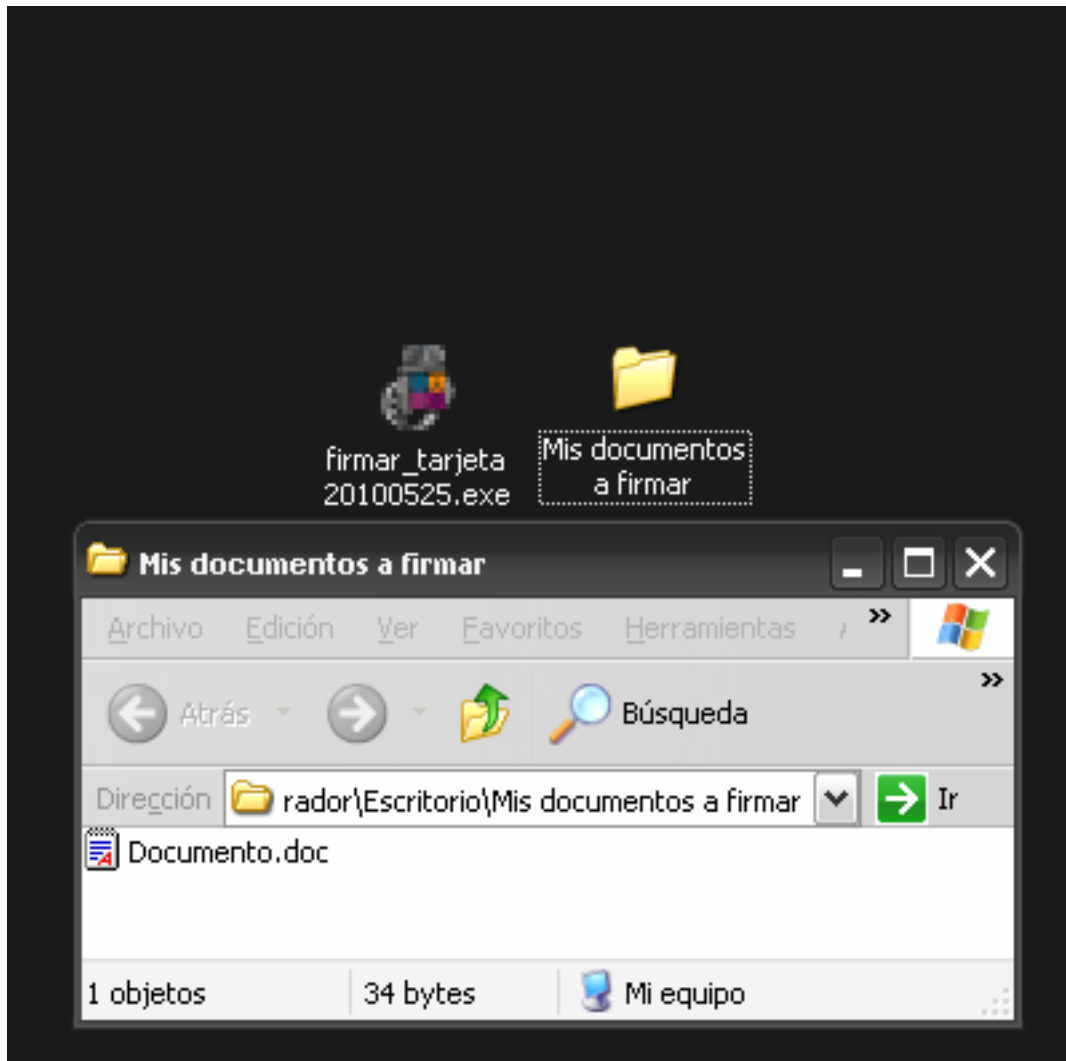 firmar_tarjeta
20100525.exe
Mis documentos
a firmar
Mis documentos a firmar
Archivo Edición Ver Favoritos Herramientas »
Atrás Búsqueda »
Dirección rador\Escritorio\Mis documentos a firmar Ir
Documento.doc
1 objetos 34 bytes Mi equipo